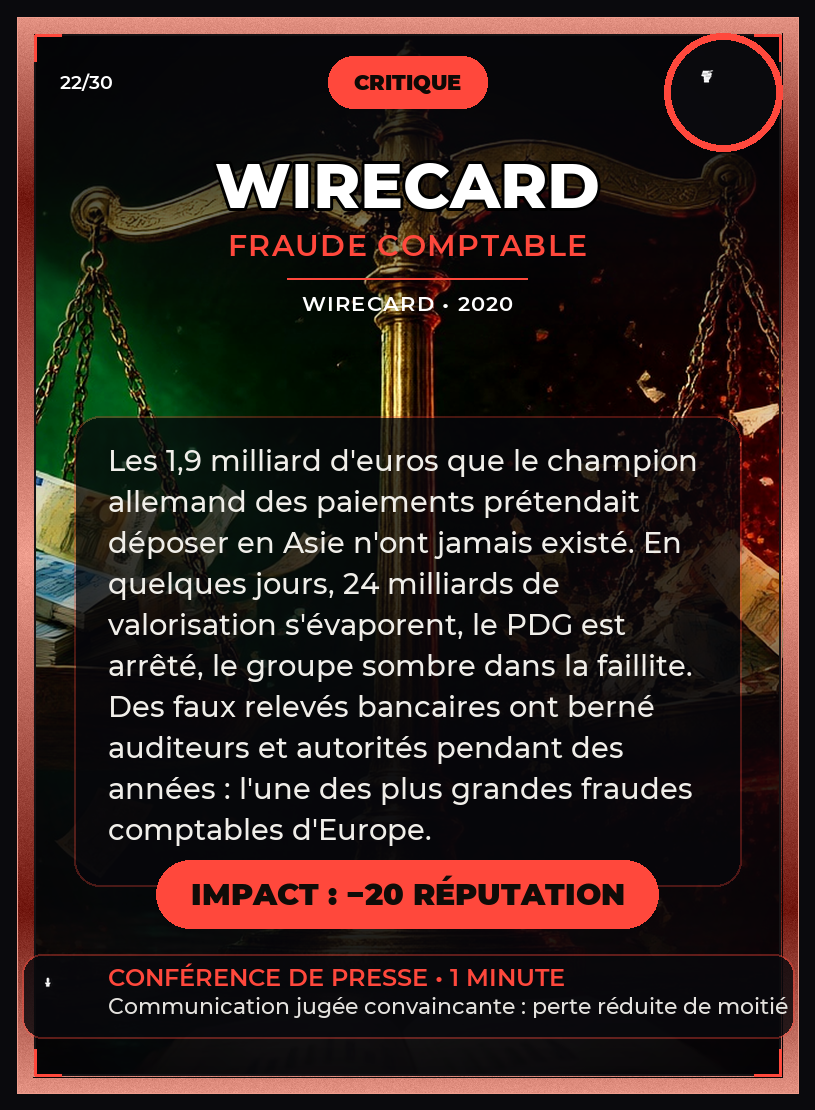 22/30
CRITIQUE
WIRECARD
FRAUDE COMPTABLE
WIRECARD • 2020
Les 1,9 milliard d'euros que le champion
allemand des paiements prétendait
déposer en Asie n'ont jamais existé. En
quelques jours, 24 milliards de
valorisation s'évaporent, le PDG est
arrêté, le groupe sombre dans la faillite.
Des faux relevés bancaires ont berné
auditeurs et autorités pendant des
années : l'une des plus grandes fraudes
comptables d'Europe.
IMPACT : −20 RÉPUTATION
CONFÉRENCE DE PRESSE • 1 MINUTE
Communication jugée convaincante : perte réduite de moitié